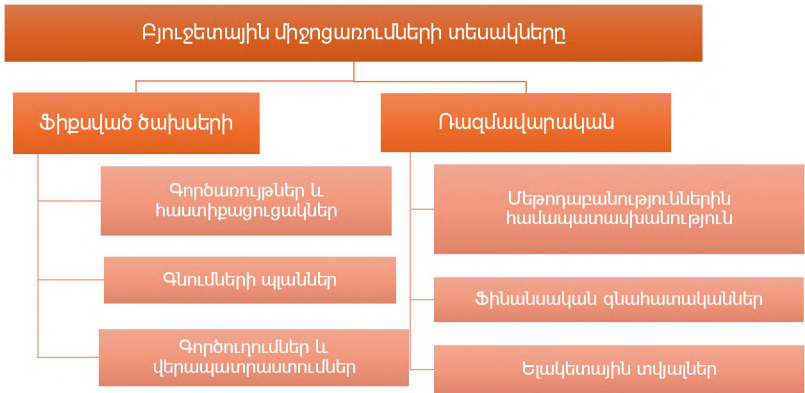 Բյուջետային միջոցառումների տեսակները
Ֆիքսված ծախսերի
Գործառույթներ և
հաստիքացուցակներ
Գնումների պլաններ
Գործուղումներ և
վերապատրաստումներ
Ռազմավարական
Մեթոդաբանություններին
համապատասխանություն
Ֆինանսական գնահատականներ
Ելակետային տվյալներ